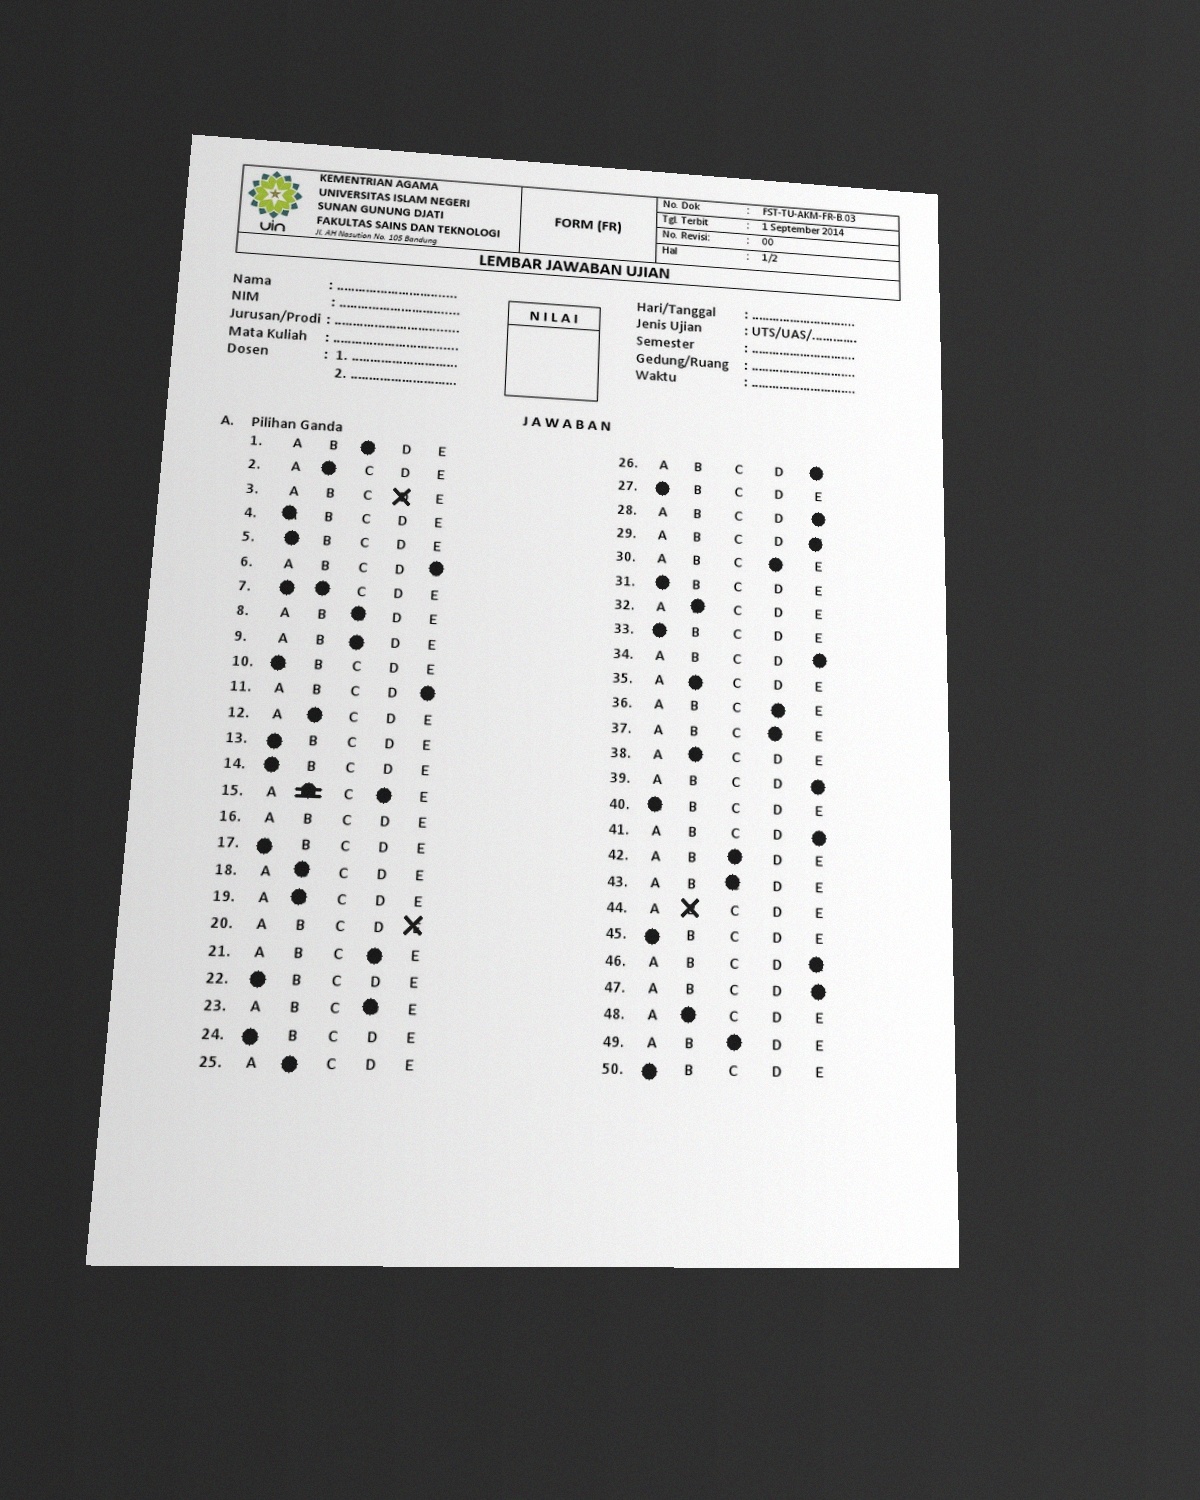 KEMENTRIAN AGAMA
UNIVERSITAS ISLAM NEGERI
SUNAN GUNUNG DJATI
FAKULTAS SAINS DAN TEKNOLOGI
Jl. AH Nasution No. 105 Bandung
uin
FORM (FR)
No. Dok : FST-TU-AKM-FR-B.03
Tgl. Terbit : 1 September 2014
No. Revisi: : 00
Hal : 1/2
LEMBAR JAWABAN UJIAN
Nama : ....................................
NIM : ....................................
Jurusan/Prodi : ....................................
Mata Kuliah : ....................................
Dosen : 1. ...............................
2. ...............................
NILAI
Hari/Tanggal : ..............................
Jenis Ujian : UTS/UAS/.............
Semester : ..............................
Gedung/Ruang : ..............................
Waktu : ..............................
JAWABAN
A. Pilihan Ganda
1. A B D E
2. A C D E
3. A B C E
4. B C D E
5. B C D E
6. A B C D
7. C D E
8. A B D E
9. A B D E
10. B C D E
11. A B C D
12. A C D E
13. B C D E
14. B C D E
15. A C E
16. A B C D E
17. B C D E
18. A C D E
19. A C D E
20. A B C D
21. A B C E
22. B C D E
23. A B C E
24. B C D E
25. A C D E
26. A B C D
27. B C D E
28. A B C D
29. A B C D
30. A B C E
31. B C D E
32. A C D E
33. B C D E
34. A B C D
35. A C D E
36. A B C E
37. A B C E
38. A C D E
39. A B C D
40. B C D E
41. A B C D
42. A B D E
43. A B D E
44. A C D E
45. B C D E
46. A B C D
47. A B C D
48. A C D E
49. A B D E
50. B C D E